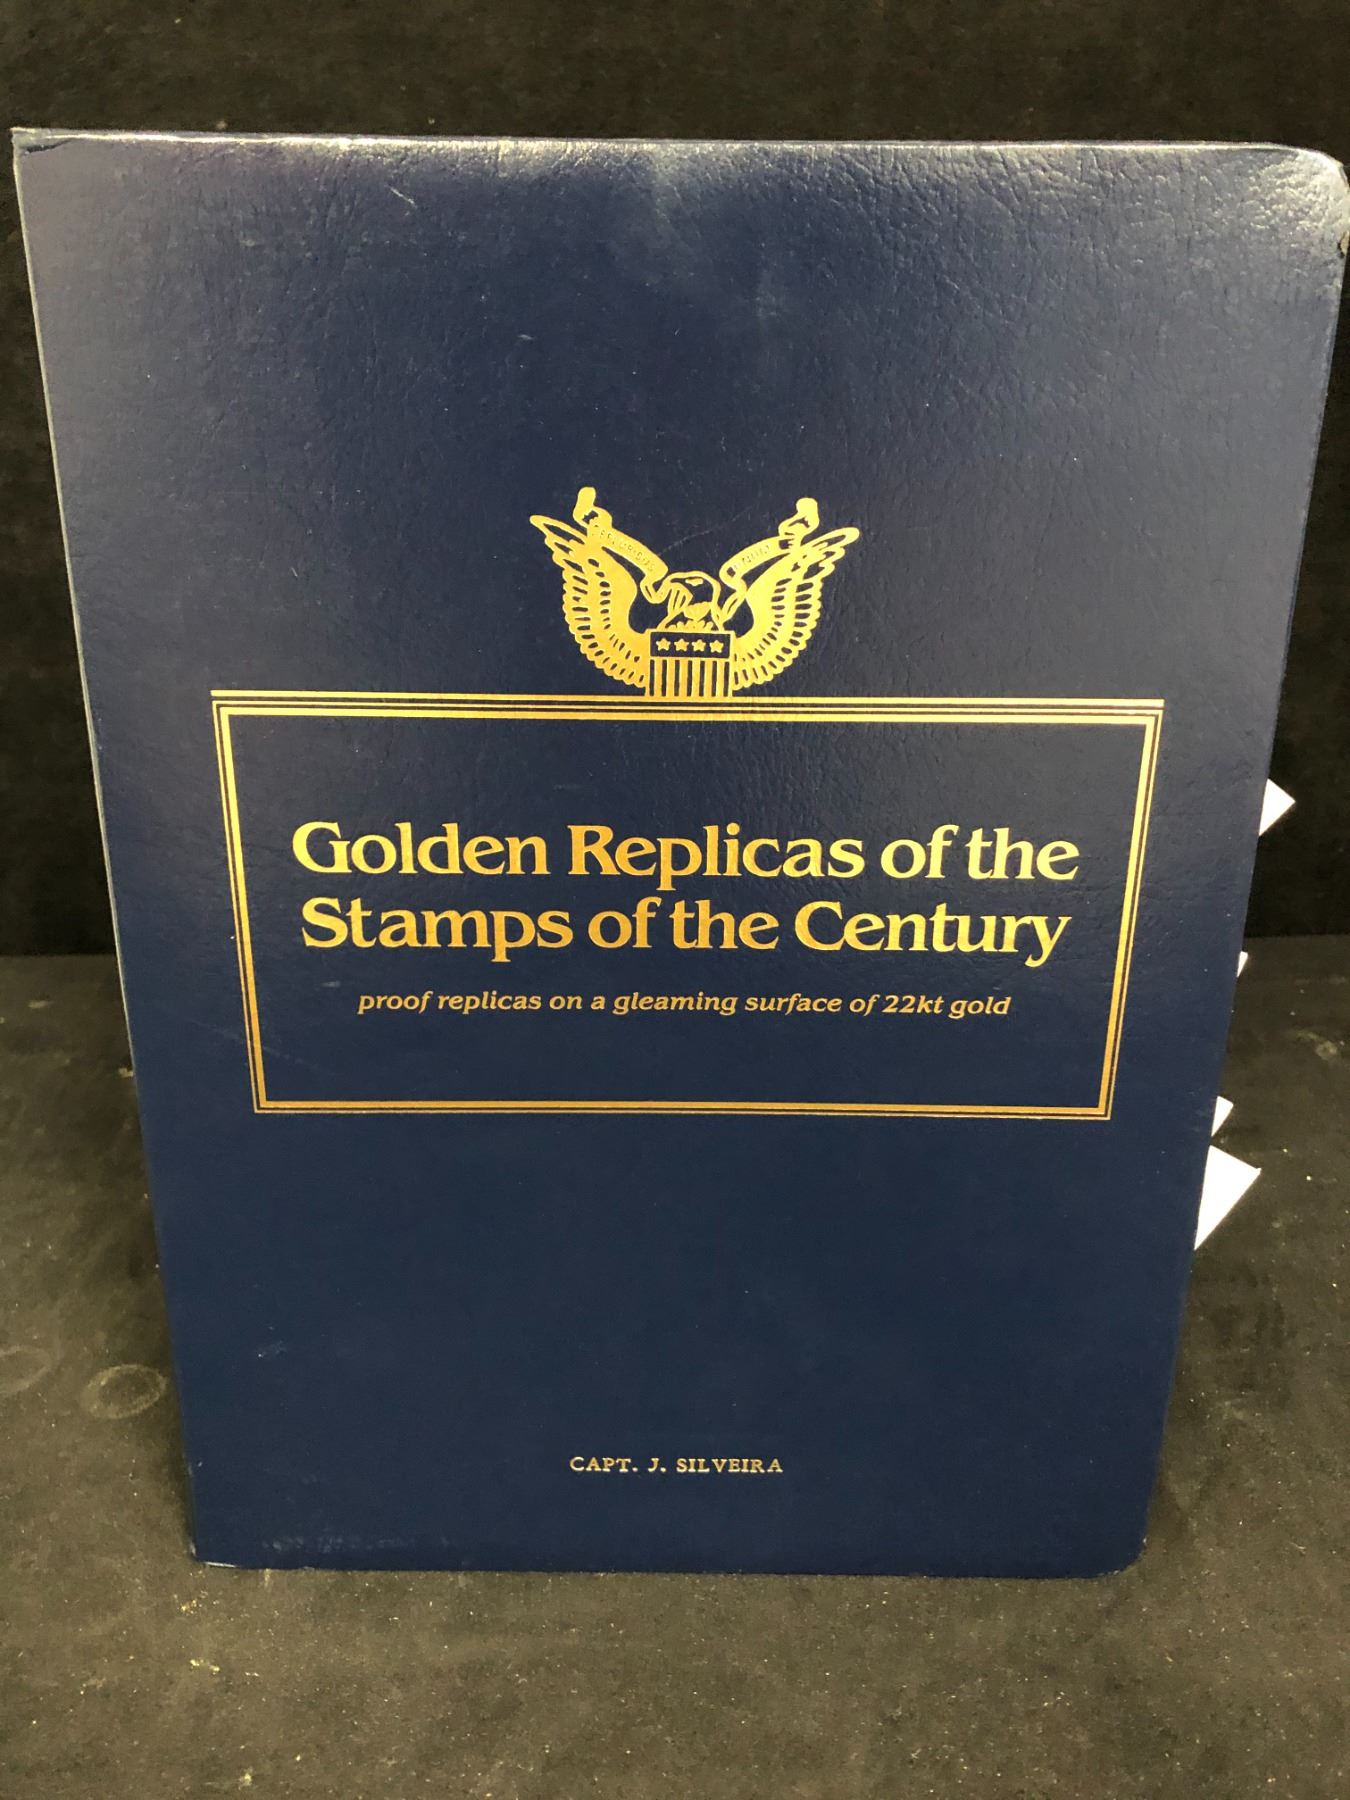 Golden Replicas of the
Stamps of the Century
proof replicas on a gleaming surface of 22kt gold
CAPT. J. SILVEIRA